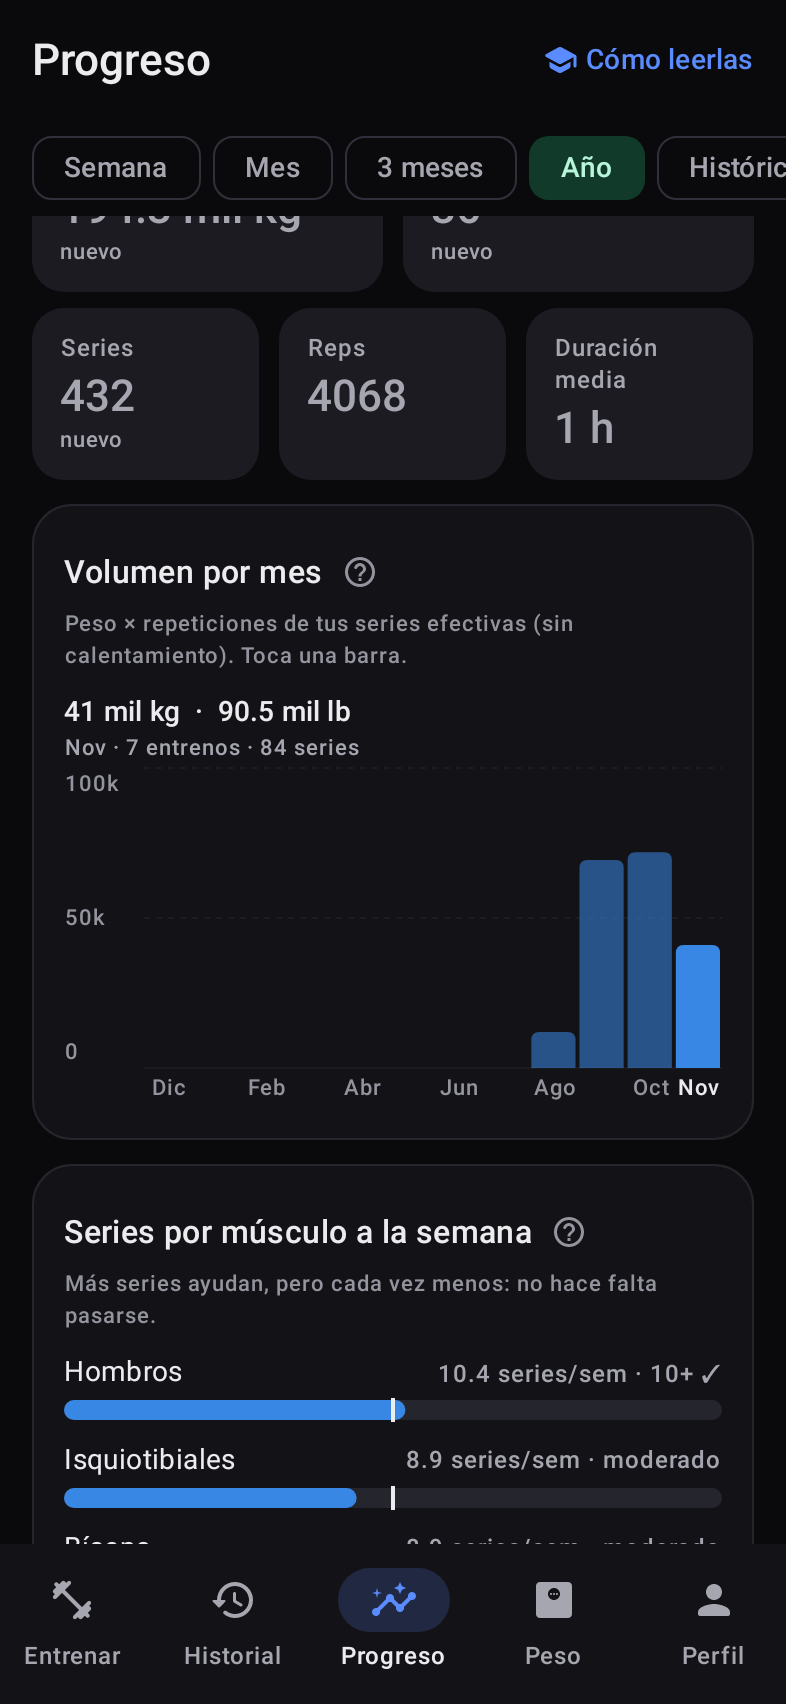 Progreso
Cómo leerlas
Semana
Mes
3 meses
Año
Históric
nuevo
nuevo
Series
432
nuevo
Reps
4068
Duración
media
1 h
Volumen por mes
Peso × repeticiones de tus series efectivas (sin
calentamiento). Toca una barra.
41 mil kg · 90.5 mil lb
Nov · 7 entrenos · 84 series
100k
50k
0
Dic Feb Abr Jun Ago Oct Nov
Series por músculo a la semana
Más series ayudan, pero cada vez menos: no hace falta
pasarse.
Hombros
10.4 series/sem · 10+ ✓
Isquiotibiales
8.9 series/sem · moderado
Entrenar
Historial
Progreso
Peso
Perfil